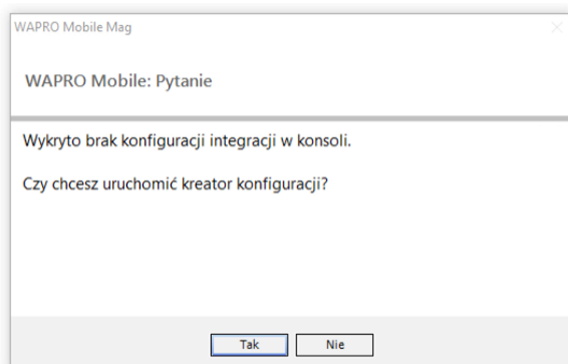 WAPRO Mobile Mag
WAPRO Mobile: Pytanie
Wykryto brak konfiguracji integracji w konsoli.
Czy chcesz uruchomić kreator konfiguracji?
Tak
Nie